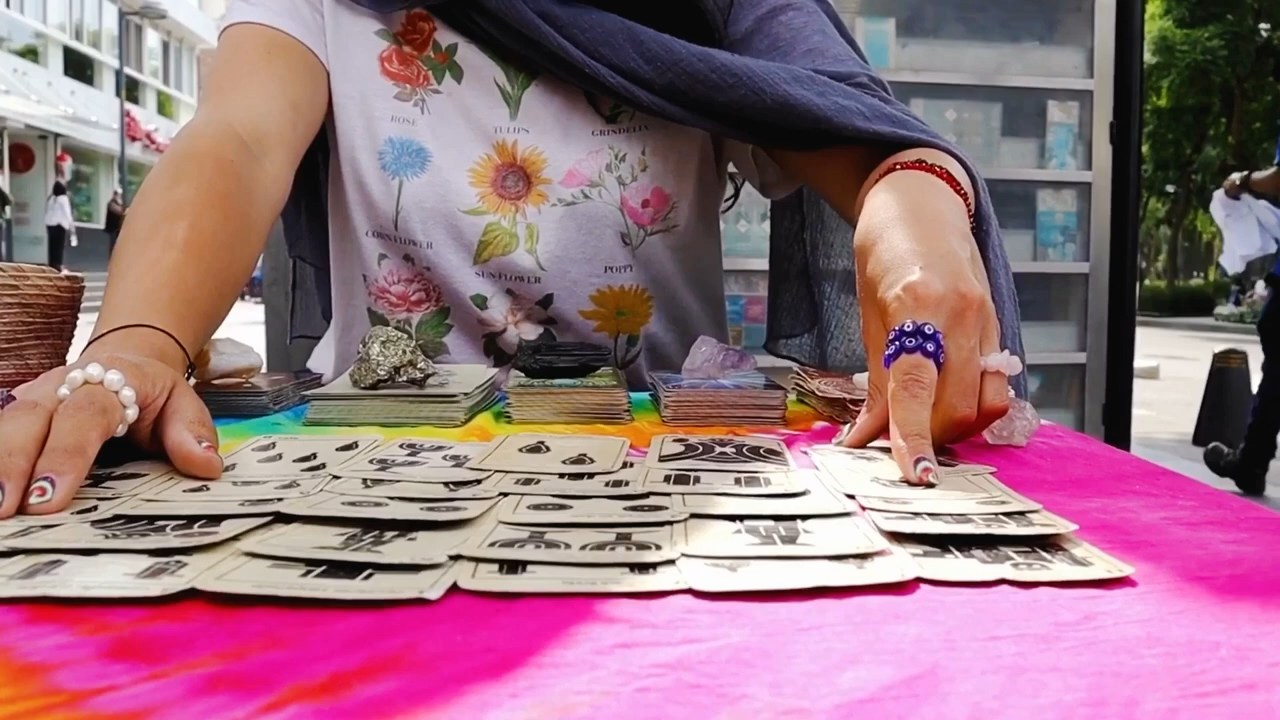 ROSE
TULIPS
GRINDELIA
CORNFLOWER
SUNFLOWER
POPPY